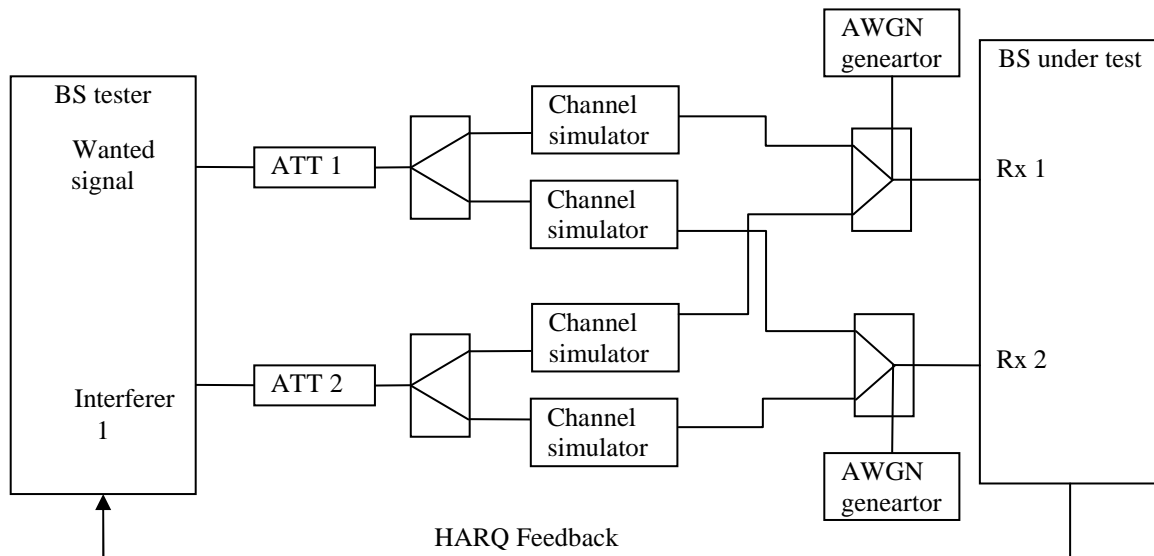 AWGN
geneartor
BS under test
BS tester
Wanted
signal
ATT 1
Channel
simulator
Channel
simulator
Rx 1
Interferer
1
ATT 2
Channel
simulator
Channel
simulator
Rx 2
AWGN
geneartor
HARQ Feedback